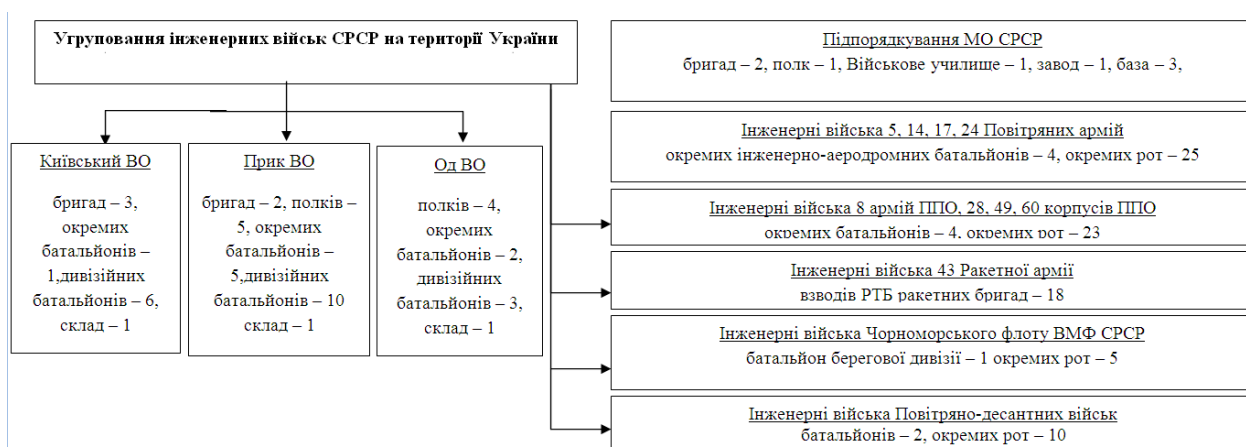 Угруповання інженерних військ СРСР на території України
Київський ВО
бригад – 3,
окремих
батальйонів –
1,дивізійних
батальйонів – 6,
склад – 1
Прик ВО
бригад – 2, полків –
5, окремих
батальйонів –
5,дивізійних
батальйонів – 10
склад – 1
Од ВО
полків – 4,
окремих
батальйонів – 2,
дивізійних
батальйонів – 3,
склад – 1
Підпорядкування МО СРСР
бригад – 2, полк – 1, Військове училище – 1, завод – 1, база – 3,
Інженерні війська 5, 14, 17, 24 Повітряних армій
окремих інженерно-аеродромних батальйонів – 4, окремих рот – 25
Інженерні війська 8 армій ППО, 28, 49, 60 корпусів ППО
окремих батальйонів – 4, окремих рот – 23
Інженерні війська 43 Ракетної армії
взводів РТБ ракетних бригад – 18
Інженерні війська Чорноморського флоту ВМФ СРСР
батальйон берегової дивізії – 1 окремих рот – 5
Інженерні війська Повітряно-десантних військ
батальйонів – 2, окремих рот – 10